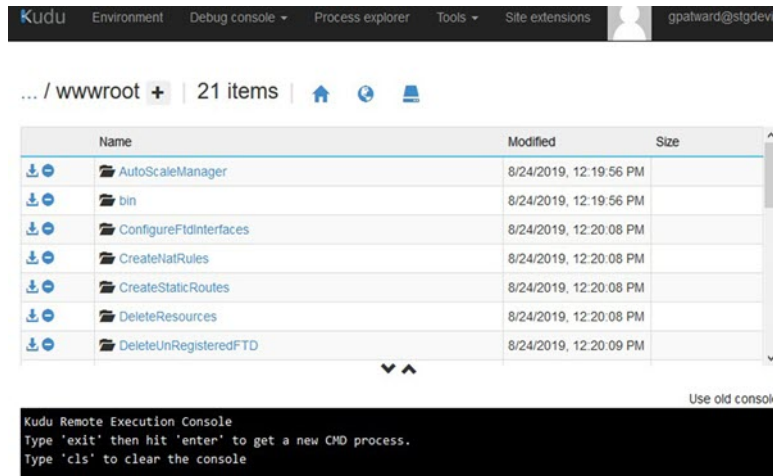 Kudu Environment Debug console Process explorer Tools Site extensions gpatward@stgdevi
... / wwwroot + | 21 items |
Name Modified Size
AutoScaleManager 8/24/2019, 12:19:56 PM
bin 8/24/2019, 12:19:56 PM
ConfigureFtdInterfaces 8/24/2019, 12:20:08 PM
CreateNatRules 8/24/2019, 12:20:08 PM
CreateStaticRoutes 8/24/2019, 12:20:08 PM
DeleteResources 8/24/2019, 12:20:08 PM
DeleteUnRegisteredFTD 8/24/2019, 12:20:09 PM
Use old console
Kudu Remote Execution Console
Type 'exit' then hit 'enter' to get a new CMD process.
Type 'cls' to clear the console